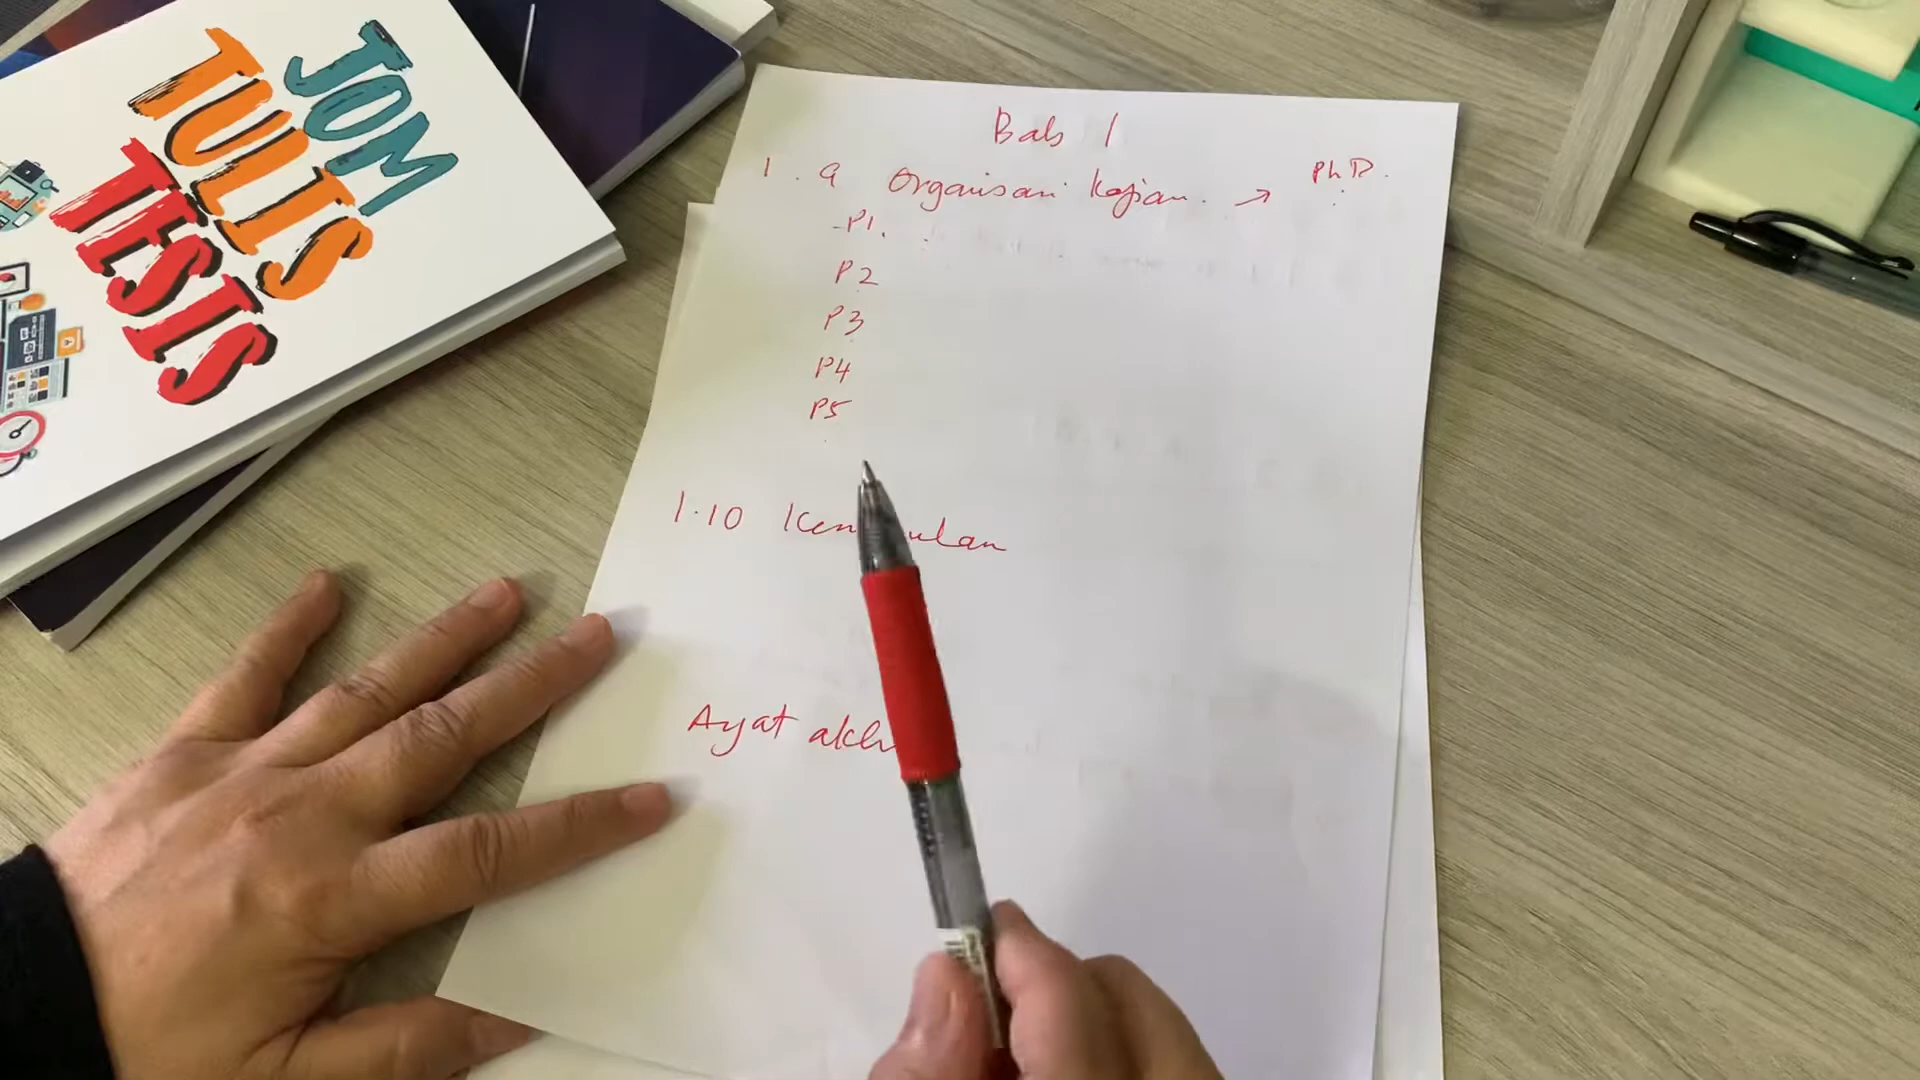 JOM
TULIS
TESIS
Bab 1
1.9 Organisasi Kajian. → PhD.
-P1.
P2
P3
P4
P5
1.10
Ayat